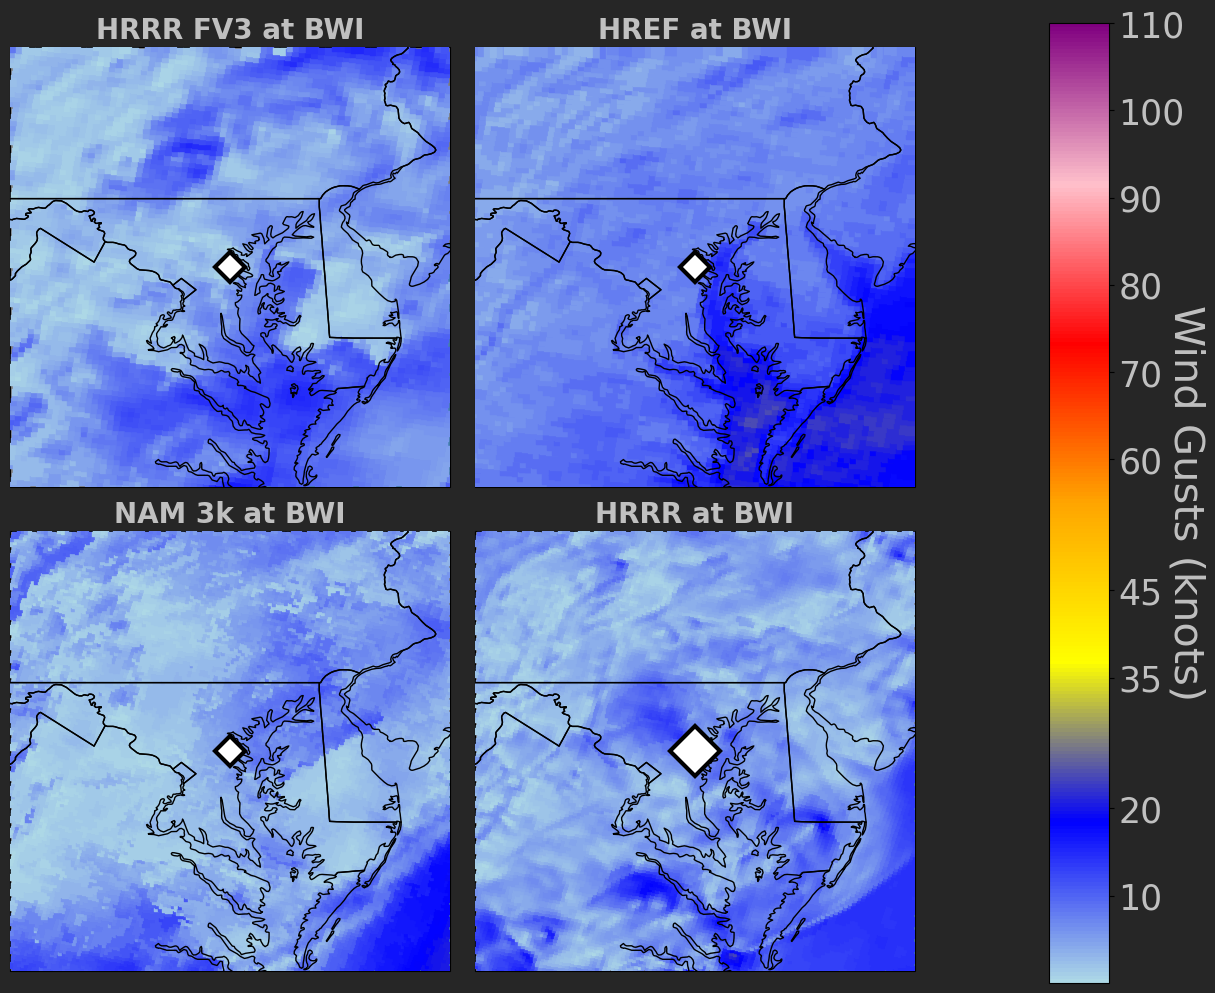 HRRR FV3 at BWI
HREF at BWI
NAM 3k at BWI
HRRR at BWI
110
100
90
80
70
60
45
35
20
10
Wind Gusts (knots)